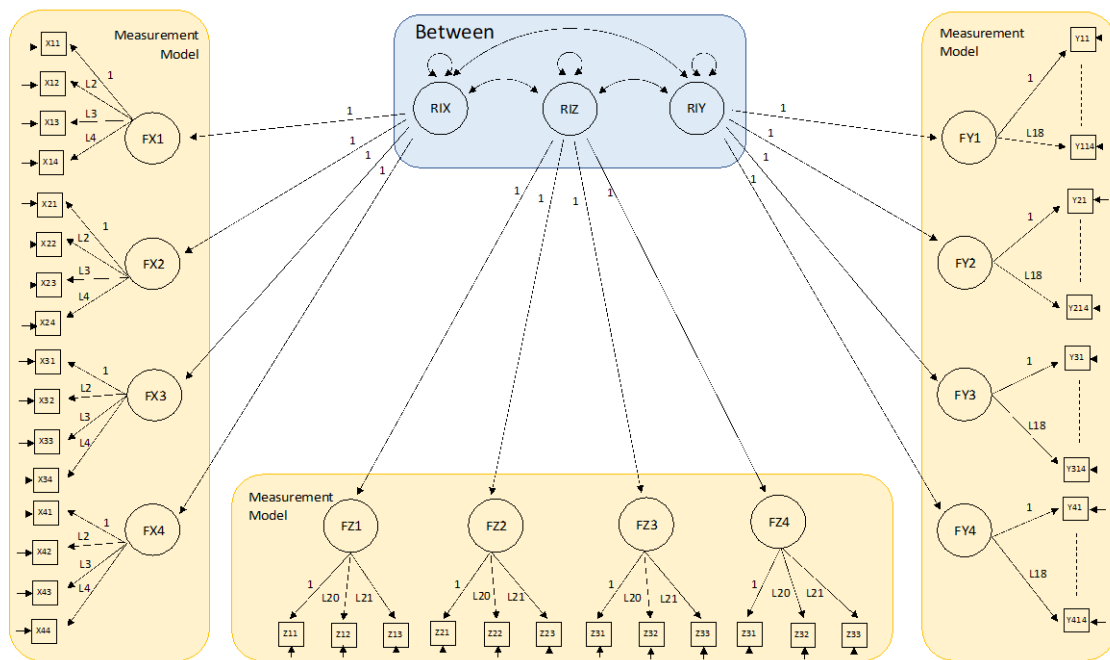 Measurement
Model
X11
X12
X13
X14
1
L2
L3
L4
FX1
X21
X22
X23
X24
1
L2
L3
L4
FX2
X31
X32
X33
X34
1
L2
L3
L4
FX3
X41
X42
X43
X44
1
L2
L3
L4
FX4
Between
RIX
RIZ
RIY
1
1
1
1
1
1
1
1
1
1
1
1
Measurement
Model
FZ1
FZ2
FZ3
FZ4
1
L20
L21
1
L20
L21
1
L20
L21
1
L20
L21
Z11
Z12
Z13
Z21
Z22
Z23
Z31
Z32
Z33
Z31
Z32
Z33
Measurement
Model
Y11
1
FY1
L18
Y114
Y21
1
FY2
L18
Y214
Y31
1
FY3
L18
Y314
Y41
1
FY4
L18
Y414